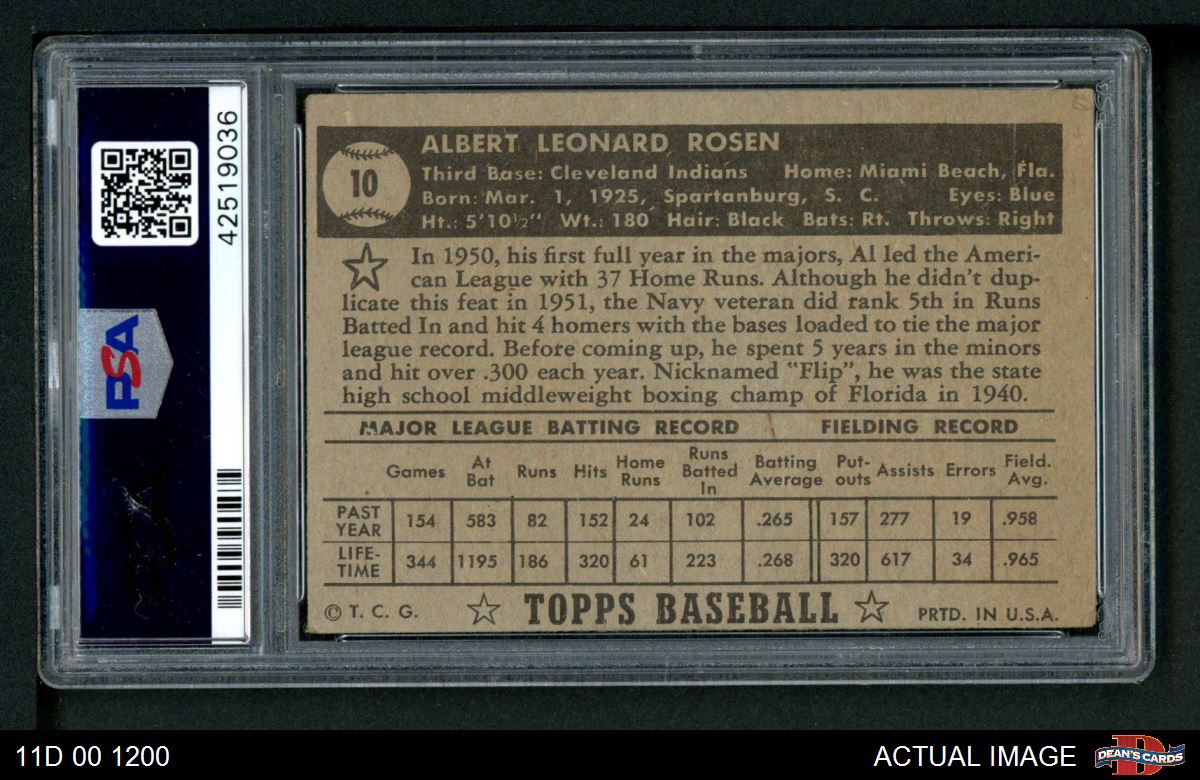 42519036
PSA
10
ALBERT LEONARD ROSEN
Third Base: Cleveland Indians Home: Miami Beach, Fla.
Born: Mar. 1, 1925, Spartanburg, S. C. Eyes: Blue
Ht.: 5'10½" Wt.: 180 Hair: Black Bats: Rt. Throws: Right
In 1950, his first full year in the majors, Al led the Ameri-
can League with 37 Home Runs. Although he didn't dup-
licate this feat in 1951, the Navy veteran did rank 5th in Runs
Batted In and hit 4 homers with the bases loaded to tie the major
league record. Before coming up, he spent 5 years in the minors
and hit over .300 each year. Nicknamed "Flip", he was the state
high school middleweight boxing champ of Florida in 1940.
MAJOR LEAGUE BATTING RECORD FIELDING RECORD
Games At Bat Runs Hits Home Runs Runs Batted In Batting Average Put-outs Assists Errors Field. Avg.
PAST YEAR 154 583 82 152 24 102 .265 157 277 19 .958
LIFE-TIME 344 1195 186 320 61 223 .268 320 617 34 .965
© T. C. G. TOPPS BASEBALL PRTD. IN U.S.A.
11D 00 1200 ACTUAL IMAGE DEAN'S CARDS